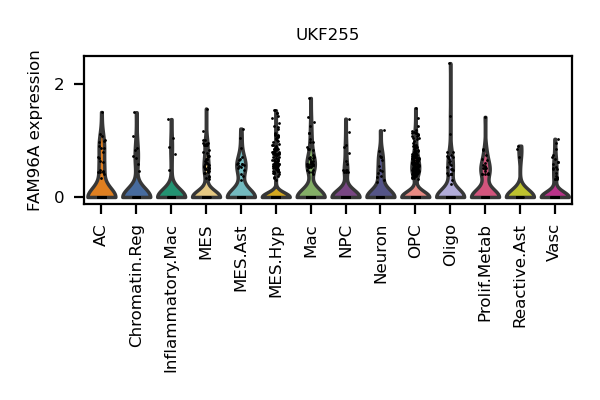 UKF255
FAM96A expression
2
0
AC
Chromatin.Reg
Inflammatory.Mac
MES
MES.Ast
MES.Hyp
Mac
NPC
Neuron
OPC
Oligo
Prolif.Metab
Reactive.Ast
Vasc